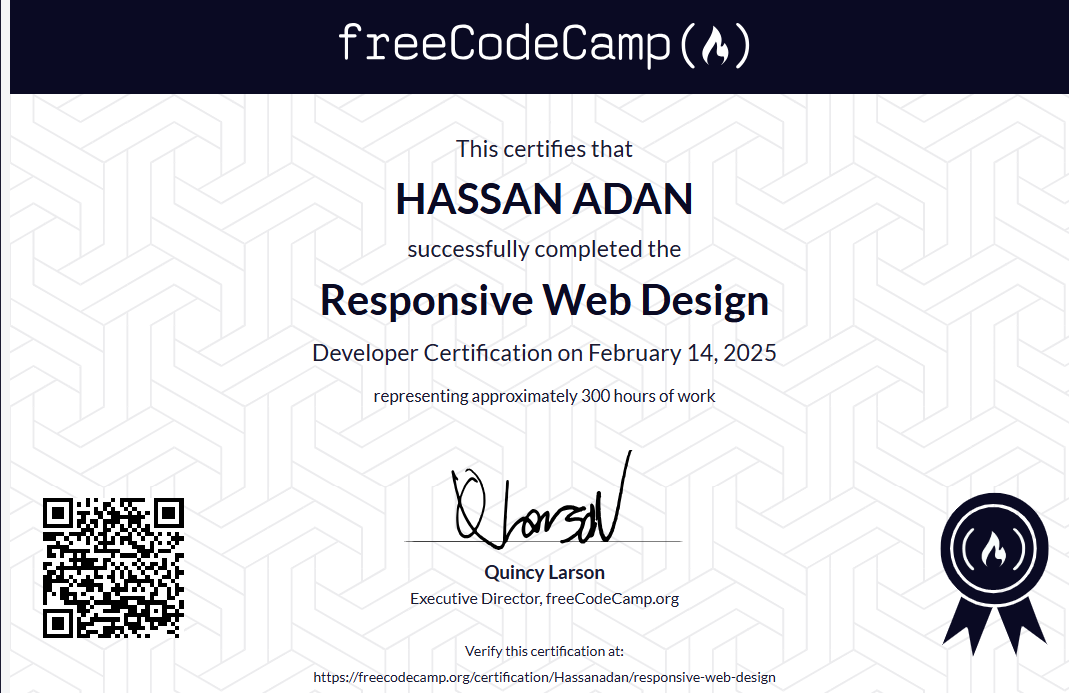 freeCodeCamp
This certifies that
HASSAN ADAN
successfully completed the
Responsive Web Design
Developer Certification on February 14, 2025
representing approximately 300 hours of work
Quincy Larson
Executive Director, freeCodeCamp.org
Verify this certification at:
https://freecodecamp.org/certification/Hassanadan/responsive-web-design